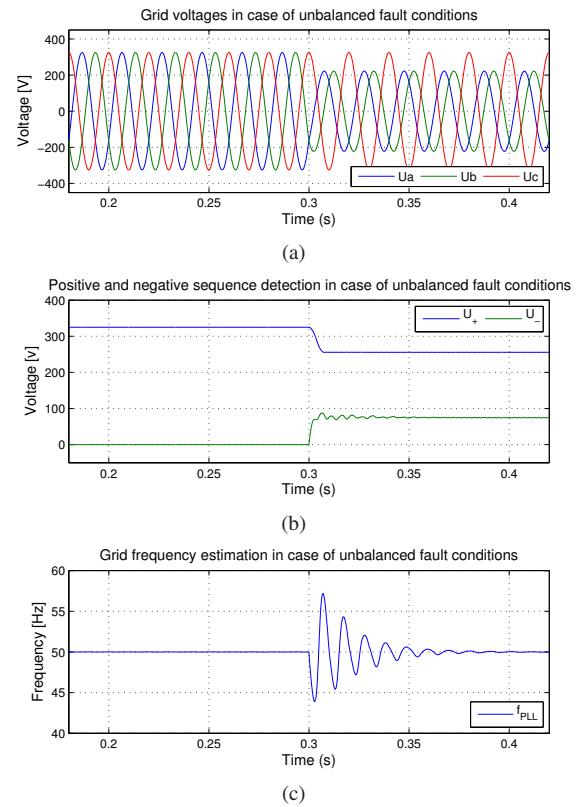 Grid voltages in case of unbalanced fault conditions
Voltage [V]
400
200
0
−200
−400
0.2
0.25
0.3
0.35
0.4
Ua Ub Uc
Time (s)
(a)
Positive and negative sequence detection in case of unbalanced fault conditions
Voltage [v]
400
300
200
100
0
0.2
0.25
0.3
0.35
0.4
U+ U−
Time (s)
(b)
Grid frequency estimation in case of unbalanced fault conditions
Frequency [Hz]
60
55
50
45
40
0.2
0.25
0.3
0.35
0.4
fPLL
Time (s)
(c)